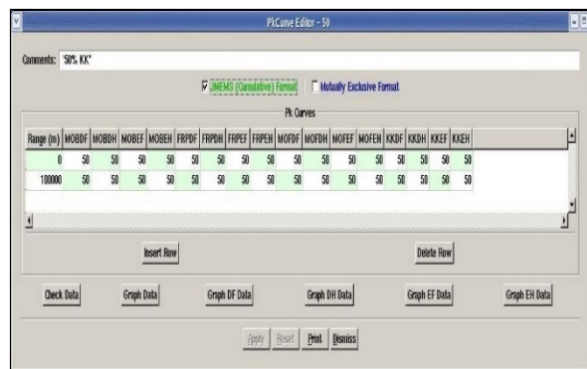 PkCurve Editor - 50
Comments: '50% KK"
JMEMS (Cumulative) Format Mutually Exclusive Format
Pk Curves
Range (m) MOBDF MOBDH MOBEF MOBEH FRPDF FRPDH FRPEF FRPEH MOFDF MOFDH MOFEF MOFEH KKDF KKDH KKEF KKEH
0 50 50 50 50 50 50 50 50 50 50 50 50 50 50 50 50
100000 50 50 50 50 50 50 50 50 50 50 50 50 50 50 50 50
Insert Row Delete Row
Check Data Graph Data Graph DF Data Graph DH Data Graph EF Data Graph EH Data
Apply Reset Print Dismiss